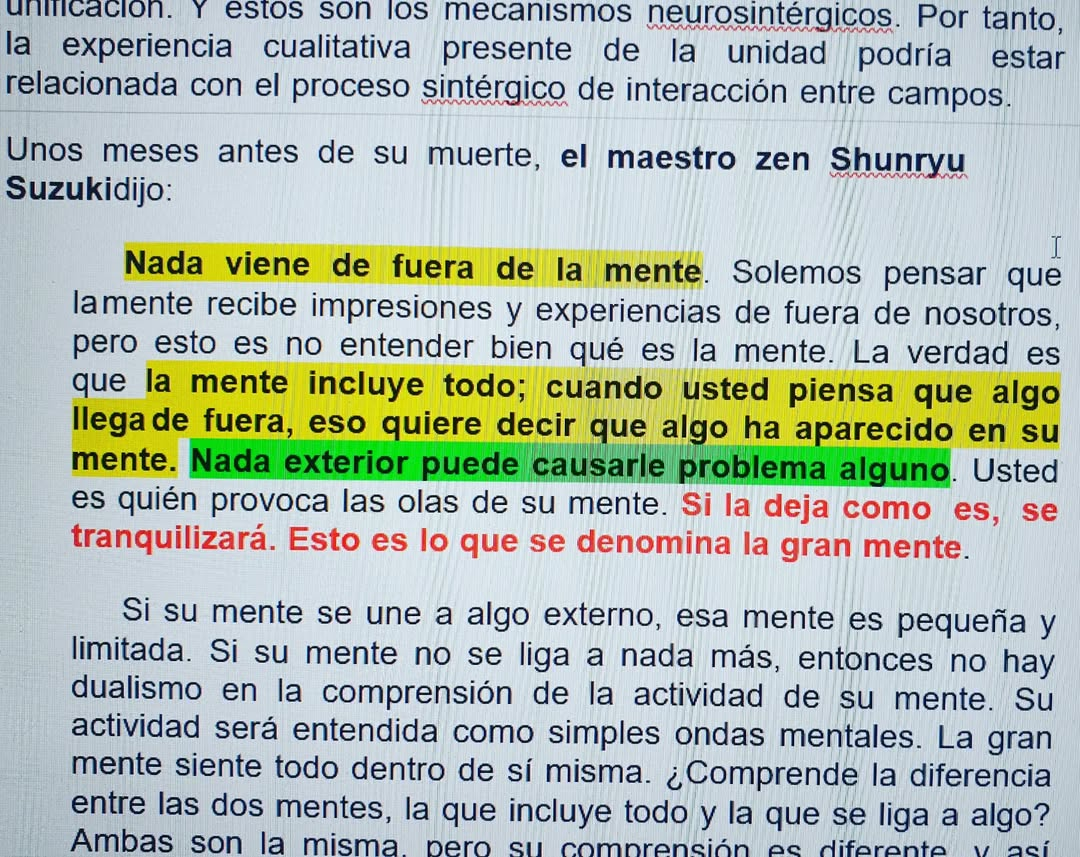 unificación. Y estos son los mecanismos neurosintérgicos. Por tanto,
la experiencia cualitativa presente de la unidad podría estar
relacionada con el proceso sintérgico de interacción entre campos.
Unos meses antes de su muerte, el maestro zen Shunryu
Suzukidijo:
Nada viene de fuera de la mente. Solemos pensar que
lamente recibe impresiones y experiencias de fuera de nosotros,
pero esto es no entender bien qué es la mente. La verdad es
que la mente incluye todo; cuando usted piensa que algo
llega de fuera, eso quiere decir que algo ha aparecido en su
mente. Nada exterior puede causarle problema alguno. Usted
es quién provoca las olas de su mente. Si la deja como es, se
tranquilizará. Esto es lo que se denomina la gran mente.
Si su mente se une a algo externo, esa mente es pequeña y
limitada. Si su mente no se liga a nada más, entonces no hay
dualismo en la comprensión de la actividad de su mente. Su
actividad será entendida como simples ondas mentales. La gran
mente siente todo dentro de sí misma. ¿Comprende la diferencia
entre las dos mentes, la que incluye todo y la que se liga a algo?
Ambas son la misma, pero su comprensión es diferente, y así